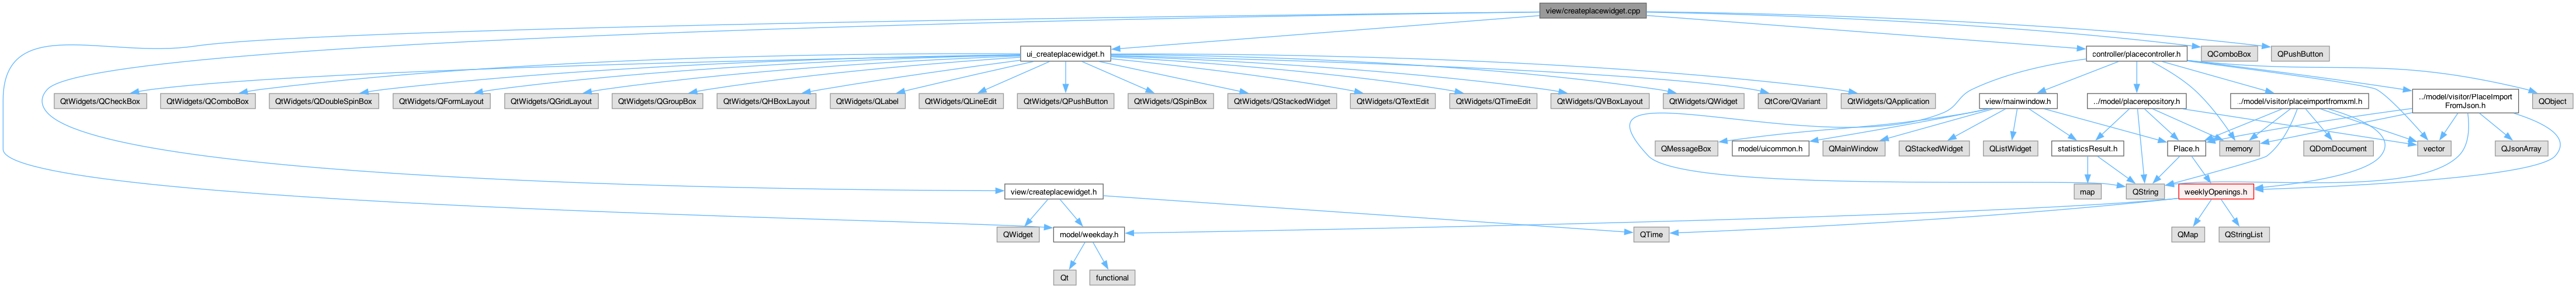 view/createplacewidget.cpp
ui_createplacewidget.h
controller/placecontroller.h
QComboBox
QPushButton
QtWidgets/QCheckBox
QtWidgets/QComboBox
QtWidgets/QDoubleSpinBox
QtWidgets/QFormLayout
QtWidgets/QGridLayout
QtWidgets/QGroupBox
QtWidgets/QHBoxLayout
QtWidgets/QLabel
QtWidgets/QLineEdit
QtWidgets/QPushButton
QtWidgets/QSpinBox
QtWidgets/QStackedWidget
QtWidgets/QTextEdit
QtWidgets/QTimeEdit
QtWidgets/QVBoxLayout
QtWidgets/QWidget
QtCore/QVariant
QtWidgets/QApplication
view/mainwindow.h
../model/placerepository.h
../model/visitor/placeimportfromxml.h
../model/visitor/PlaceImport
FromJson.h
QObject
QMessageBox
model/uicommon.h
QMainWindow
QStackedWidget
QListWidget
statisticsResult.h
Place.h
memory
QDomDocument
vector
QJsonArray
view/createplacewidget.h
map
QString
weeklyOpenings.h
QWidget
model/weekday.h
QTime
QMap
QStringList
Qt
functional